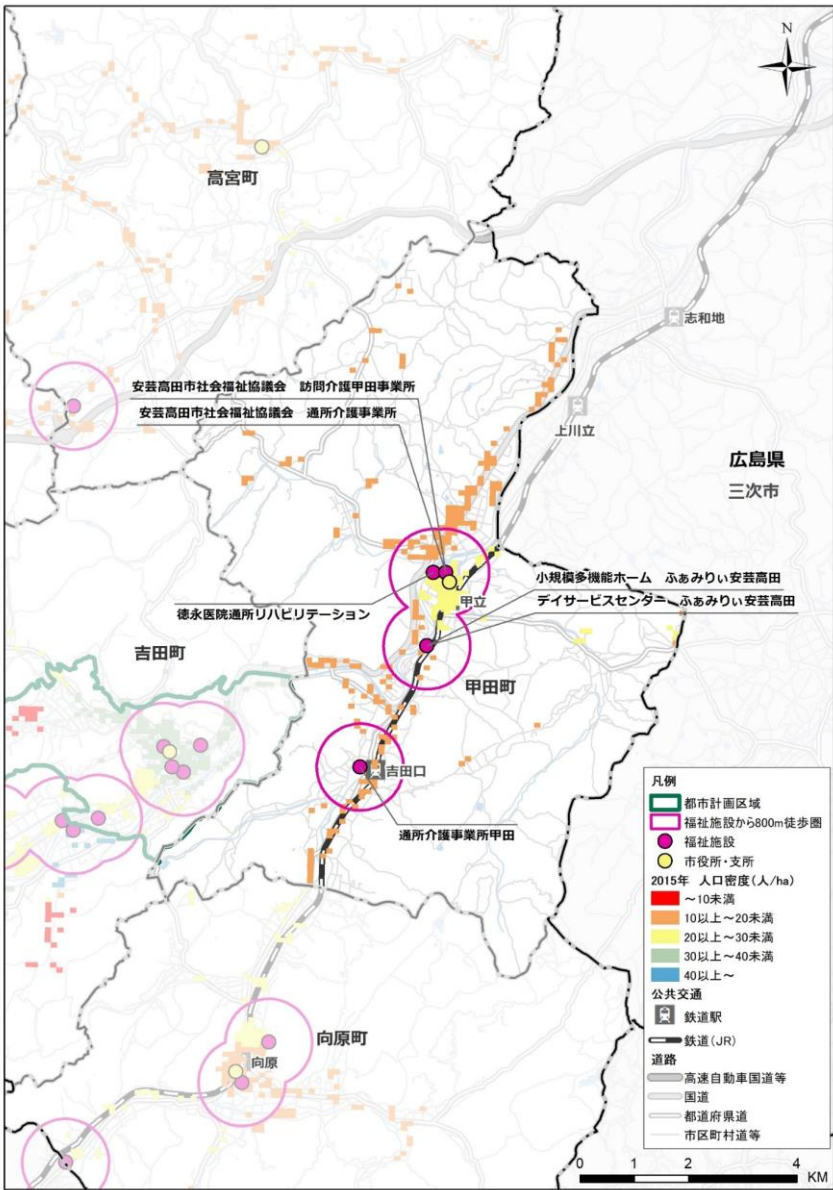 N
高宮町
志和地
安芸高田市社会福祉協議会　訪問介護甲田事業所
安芸高田市社会福祉協議会　通所介護事業所
上川立
広島県
三次市
小規模多機能ホーム　ふぁみりぃ安芸高田
デイサービスセンター　ふぁみりぃ安芸高田
徳永医院通所リハビリテーション
甲立
吉田町
甲田町
吉田口
通所介護事業所甲田
向原町
向原
凡例
都市計画区域
福祉施設から800m徒歩圏
福祉施設
市役所・支所
2015年　人口密度(人/ha)
～10未満
10以上～20未満
20以上～30未満
30以上～40未満
40以上～
公共交通
鉄道駅
鉄道(JR)
道路
高速自動車国道等
国道
都道府県道
市区町村道等
0 1 2 4
KM